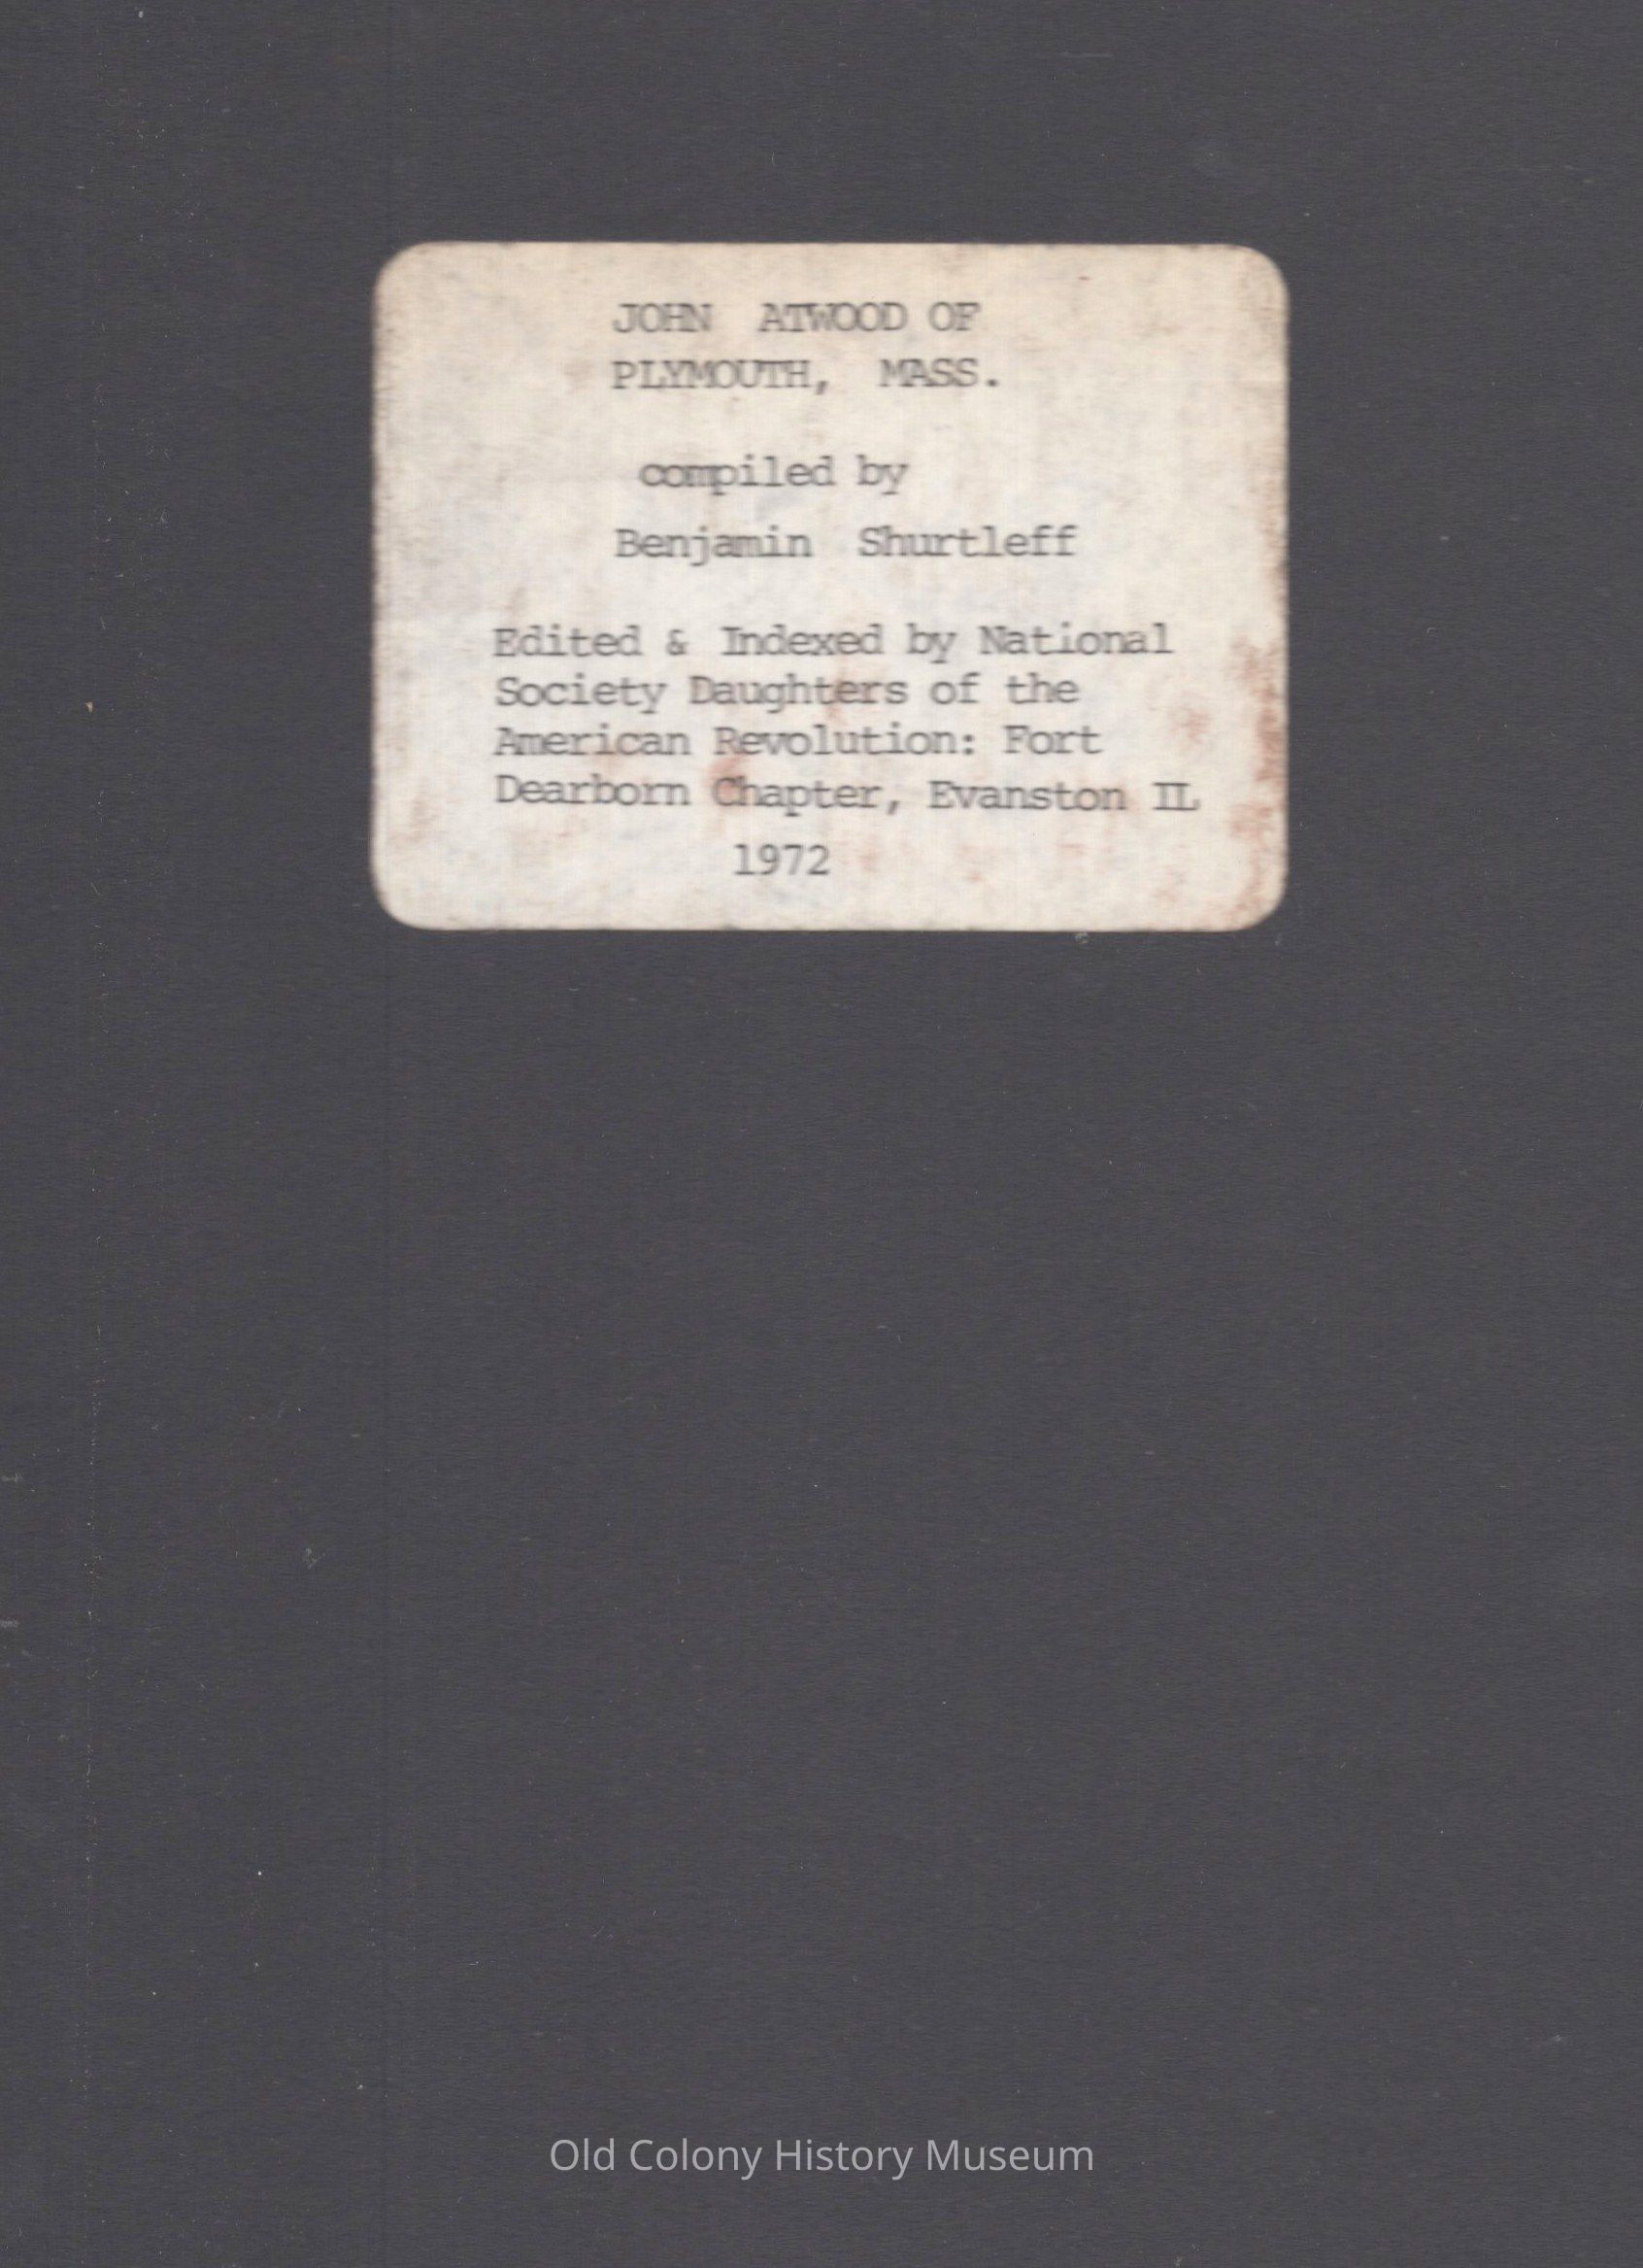 JOHN ATWOOD OF
PLYMOUTH, MASS.
compiled by
Benjamin Shurtleff
Edited & Indexed by National
Society Daughters of the
American Revolution: Fort
Dearborn Chapter, Evanston IL
1972
Old Colony History Museum